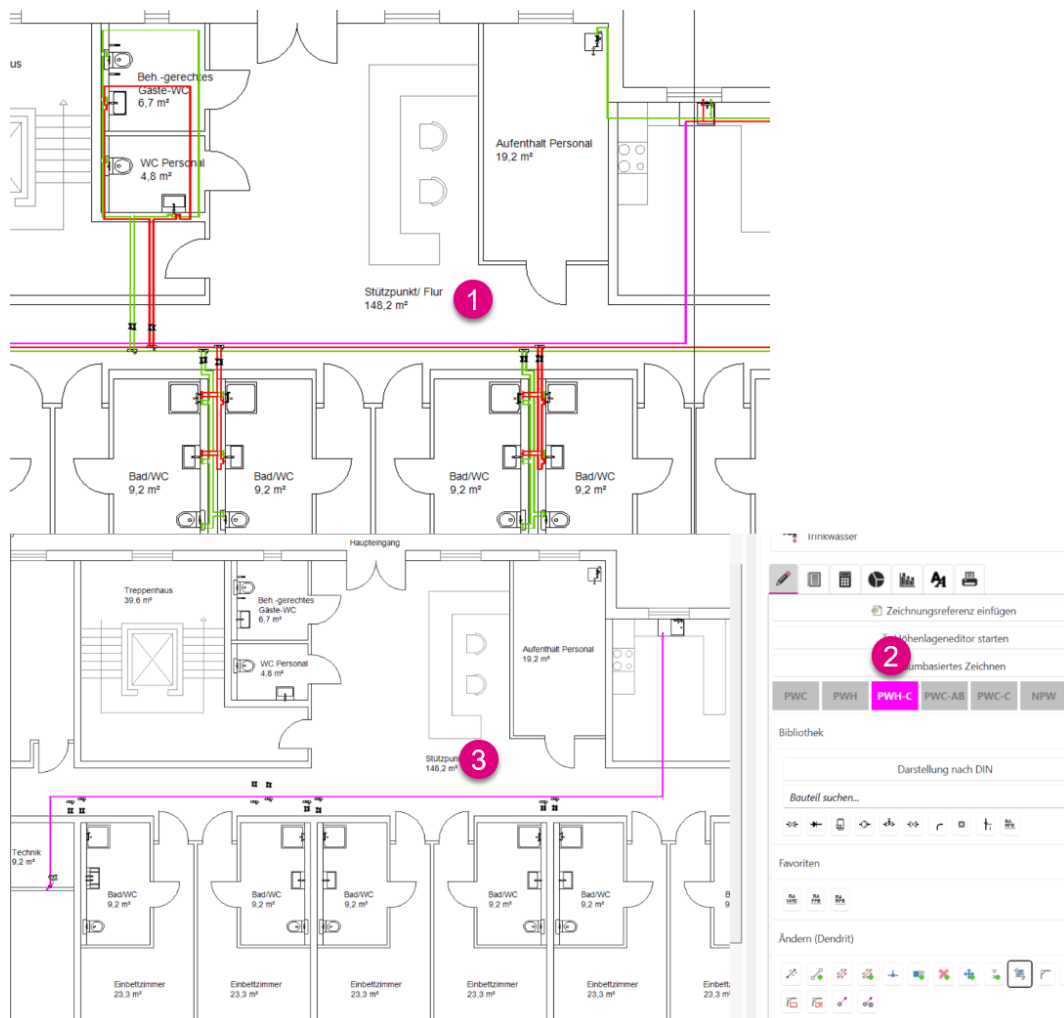 us
Beh.-gerechtes
Gäste-WC
6,7 m²
WC Personal
4,8 m²
Aufenthalt Personal
19,2 m²
Stützpunkt/ Flur
148,2 m²
1
Bad/WC
9,2 m²
Bad/WC
9,2 m²
Bad/WC
9,2 m²
Bad/WC
9,2 m²
Haupteingang
Treppenhaus
39,6 m²
Beh.-gerechtes
Gäste-WC
6,7 m²
WC Personal
4,8 m²
Aufenthalt Personal
19,2 m²
Stützpun
148,2 m²
3
Technik
9,2 m²
Bad/WC
9,2 m²
Bad/WC
9,2 m²
Bad/WC
9,2 m²
Bad/WC
9,2 m²
Bad/WC
9,2 m²
B
9
Einbettzimmer
23,3 m²
Einbettzimmer
23,3 m²
Einbettzimmer
23,3 m²
Einbettzimmer
23,3 m²
Einbettzimmer
23,3 m²
Einbettz
23,3 m²
Trinkwasser
Zeichnungsreferenz einfügen
Höhenlageneditor starten
2
umbasiertes Zeichnen
PWC PWH PWH-C PWC-AB PWC-C NPW
Bibliothek
Darstellung nach DIN
Bauteil suchen...
Favoriten
Ändern (Dendrit)